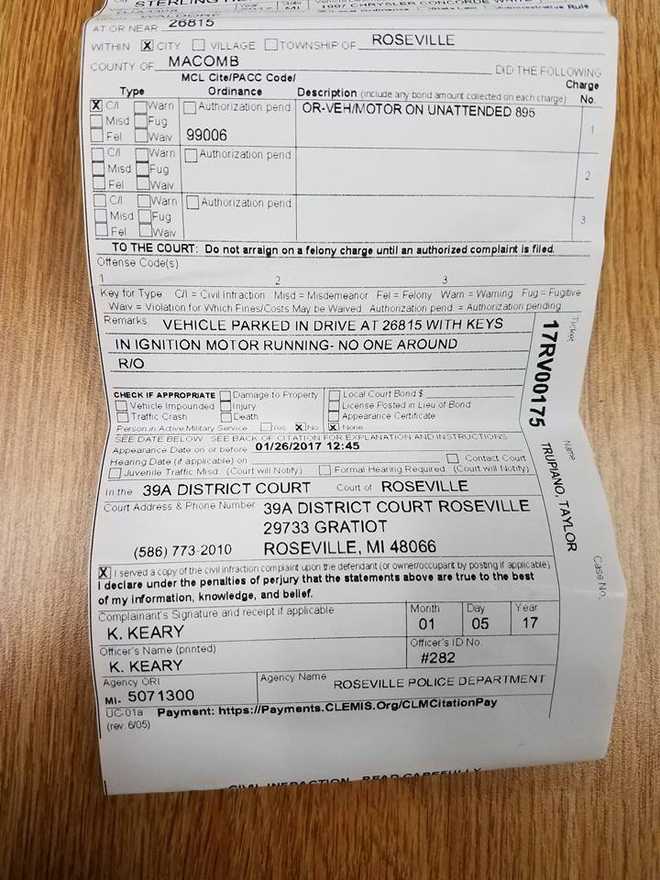 STERLING
1997 CHRYSLER CONCORDE WHITE
Administrative Rule
AT OR NEAR 26815
WITHIN X CITY VILLAGE TOWNSHIP OF ROSEVILLE
COUNTY OF MACOMB DID THE FOLLOWING
Type MCL Cite/PACC Code/ Ordinance Description (include any bond amount collected on each charge) Charge No.
X C/I Warn Authorization pend OR-VEH/MOTOR ON UNATTENDED 895
Misd Fug 1
Fel Waiv 99006
C/I Warn Authorization pend
Misd Fug 2
Fel Waiv
C/I Warn Authorization pend
Misd Fug 3
Fel Waiv
TO THE COURT: Do not arraign on a felony charge until an authorized complaint is filed.
Offense Code(s)
1 2 3
Key for Type C/I = Civil Infraction Misd = Misdemeanor Fel = Felony Warn = Warning Fug = Fugitive
Waiv = Violation for Which Fines/Costs May be Waived Authorization pend. = Authorization pending
Remarks VEHICLE PARKED IN DRIVE AT 26815 WITH KEYS
IN IGNITION MOTOR RUNNING- NO ONE AROUND
R/O
CHECK IF APPROPRIATE Damage to Property Local Court Bond $
Vehicle Impounded Injury License Posted in Lieu of Bond
Traffic Crash Death Appearance Certificate
Person in Active Military Service Yes X No X None
SEE DATE BELOW. SEE BACK OF CITATION FOR EXPLANATION AND INSTRUCTIONS
Appearance Date on or before 01/26/2017 12:45
Hearing Date (if applicable) on Contact Court
Juvenile Traffic Misd. (Court will Notify) Formal Hearing Required (Court will Notify)
In the 39A DISTRICT COURT Court of ROSEVILLE
Court Address & Phone Number 39A DISTRICT COURT ROSEVILLE
29733 GRATIOT
(586) 773-2010 ROSEVILLE, MI 48066
X I served a copy of the civil infraction complaint upon the defendant (or owner/occupant by posting if applicable)
I declare under the penalties of perjury that the statements above are true to the best
of my information, knowledge, and belief.
Complainant's Signature and receipt if applicable Month Day Year
K. KEARY 01 05 17
Officer's Name (printed) Officer's ID No.
K. KEARY #282
Agency ORI Agency Name ROSEVILLE POLICE DEPARTMENT
MI- 5071300
UC-01a Payment: https://Payments.CLEMIS.Org/CLMCitationPay
(rev. 6/05)
CIVIL INFRACTION READ CAREFULLY
Ticket
17RV00175
Name
TRUPIANO, TAYLOR
Case No.